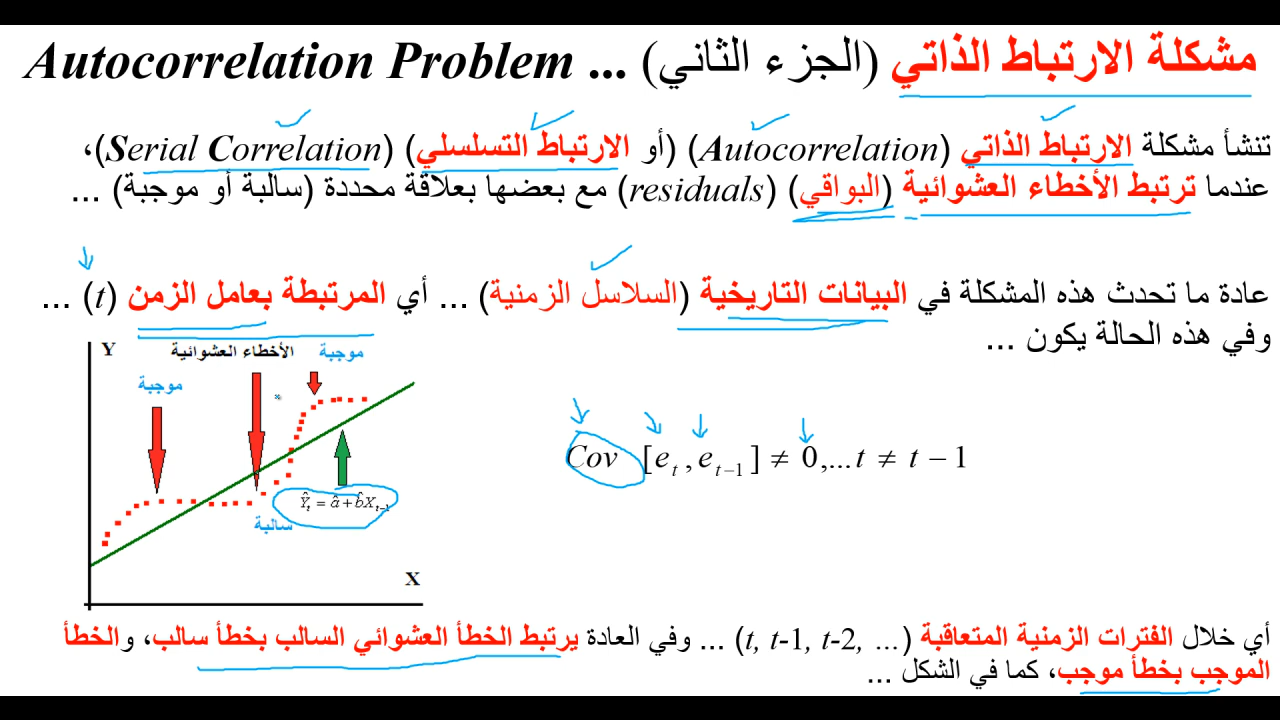 مشكلة الارتباط الذاتي (الجزء الثاني) ... Autocorrelation Problem
تنشأ مشكلة الارتباط الذاتي (Autocorrelation) (أو الارتباط التسلسلي) (Serial Correlation)،
عندما ترتبط الأخطاء العشوائية (البواقي) (residuals) مع بعضها بعلاقة محددة (سالبة أو موجبة) ...
عادة ما تحدث هذه المشكلة في البيانات التاريخية (السلاسل الزمنية) ... أي المرتبطة بعامل الزمن (t) ...
وفي هذه الحالة يكون ...
Y
الأخطاء العشوائية
موجبة
موجبة
Cov [e_t , e_{t-1}] ≠ 0,...t ≠ t − 1
Ŷ_t = â + b̂X_{t-1}
سالبة
X
أي خلال الفترات الزمنية المتعاقبة (t, t-1, t-2, …) ... وفي العادة يرتبط الخطأ العشوائي السالب بخطأ سالب، والخطأ
الموجب بخطأ موجب، كما في الشكل ...